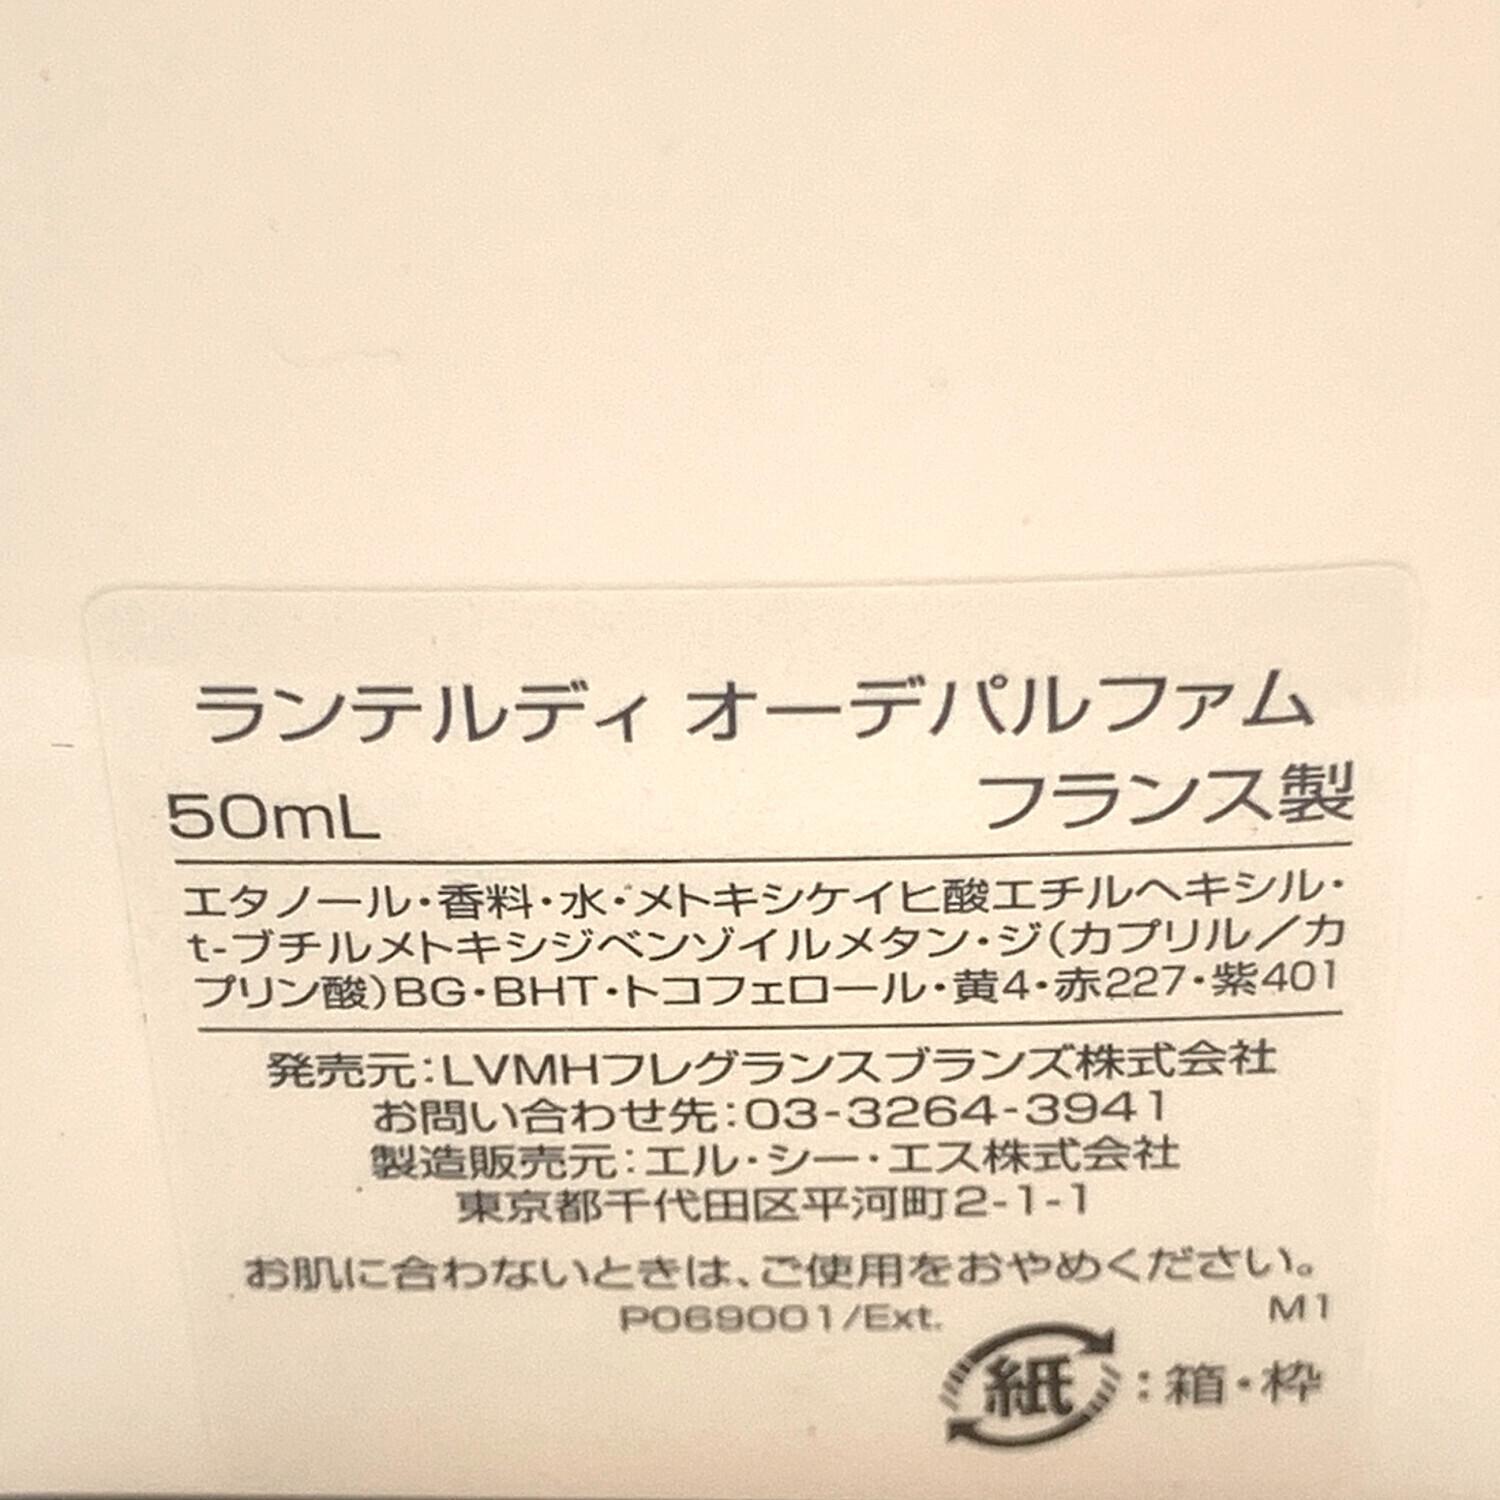 ランテルディ オーデパルファム
50mL フランス製
エタノール・香料・水・メトキシケイヒ酸エチルヘキシル・
t-ブチルメトキシジベンゾイルメタン・ジ(カプリル／カ
プリン酸)BG・BHT・トコフェロール・黄4・赤227・紫401
発売元：LVMHフレグランスブランズ株式会社
お問い合わせ先：03-3264-3941
製造販売元：エル・シー・エス株式会社
東京都千代田区平河町2-1-1
お肌に合わないときは、ご使用をおやめください。
P069001/Ext. M1
紙：箱・枠